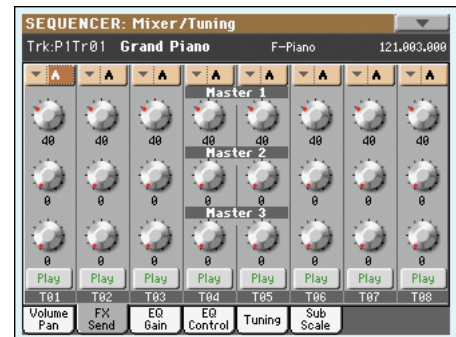 SEQUENCER: Mixer/Tuning
Trk:P1Tr01 Grand Piano F-Piano 121.003.000
A A A A A A A A
Master 1
40 40 40 40 40 40 40 40
Master 2
0 0 0 0 0 0 0 0
Master 3
0 0 0 0 0 0 0 0
Play Play Play Play Play Play Play Play
T01 T02 T03 T04 T05 T06 T07 T08
Volume Pan FX Send EQ Gain EQ Control Tuning Sub Scale